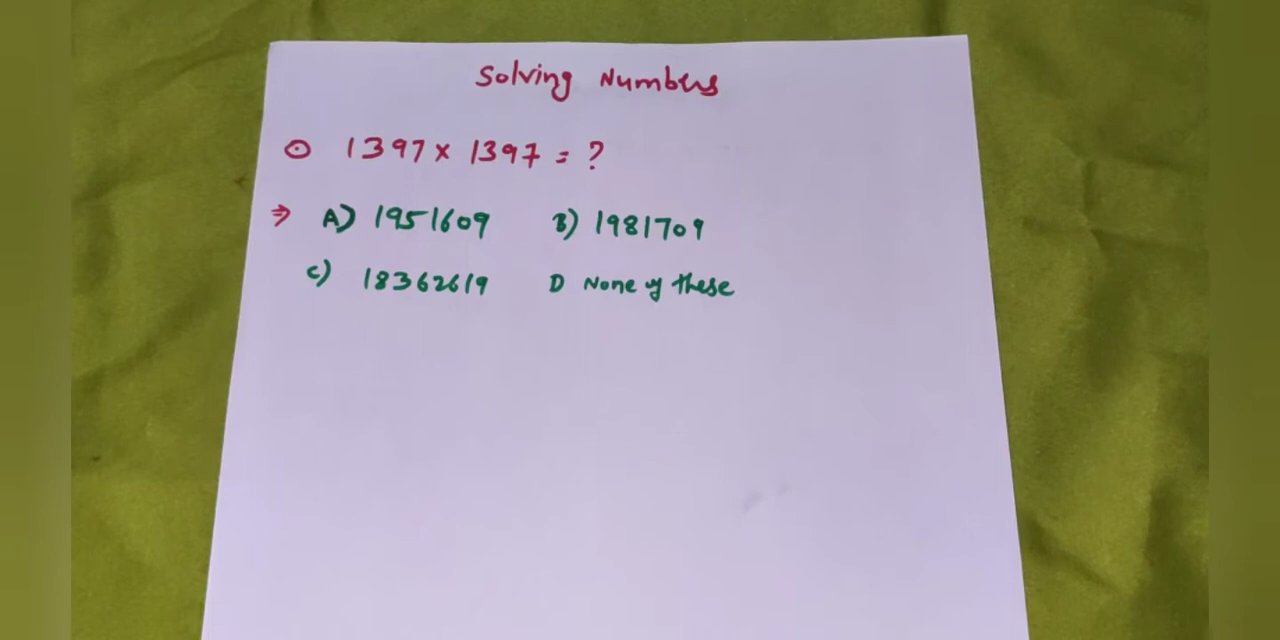 Solving Numbers
⊙ 1397 × 1397 = ?
⇒ A) 1951609 B) 1981709
C) 18362619 D None of these